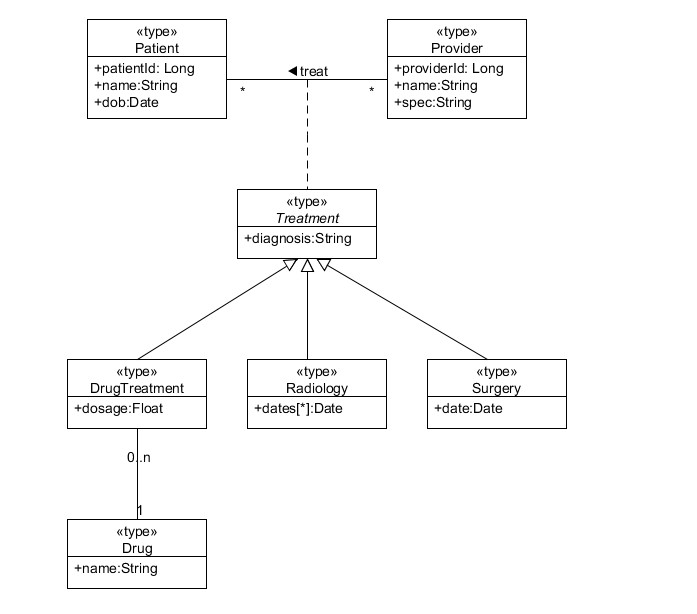 «type»
Patient
+patientId: Long
+name:String
+dob:Date
◄ treat
*
*
«type»
Provider
+providerId: Long
+name:String
+spec:String
«type»
Treatment
+diagnosis:String
«type»
DrugTreatment
+dosage:Float
«type»
Radiology
+dates[*]:Date
«type»
Surgery
+date:Date
0..n
1
«type»
Drug
+name:String